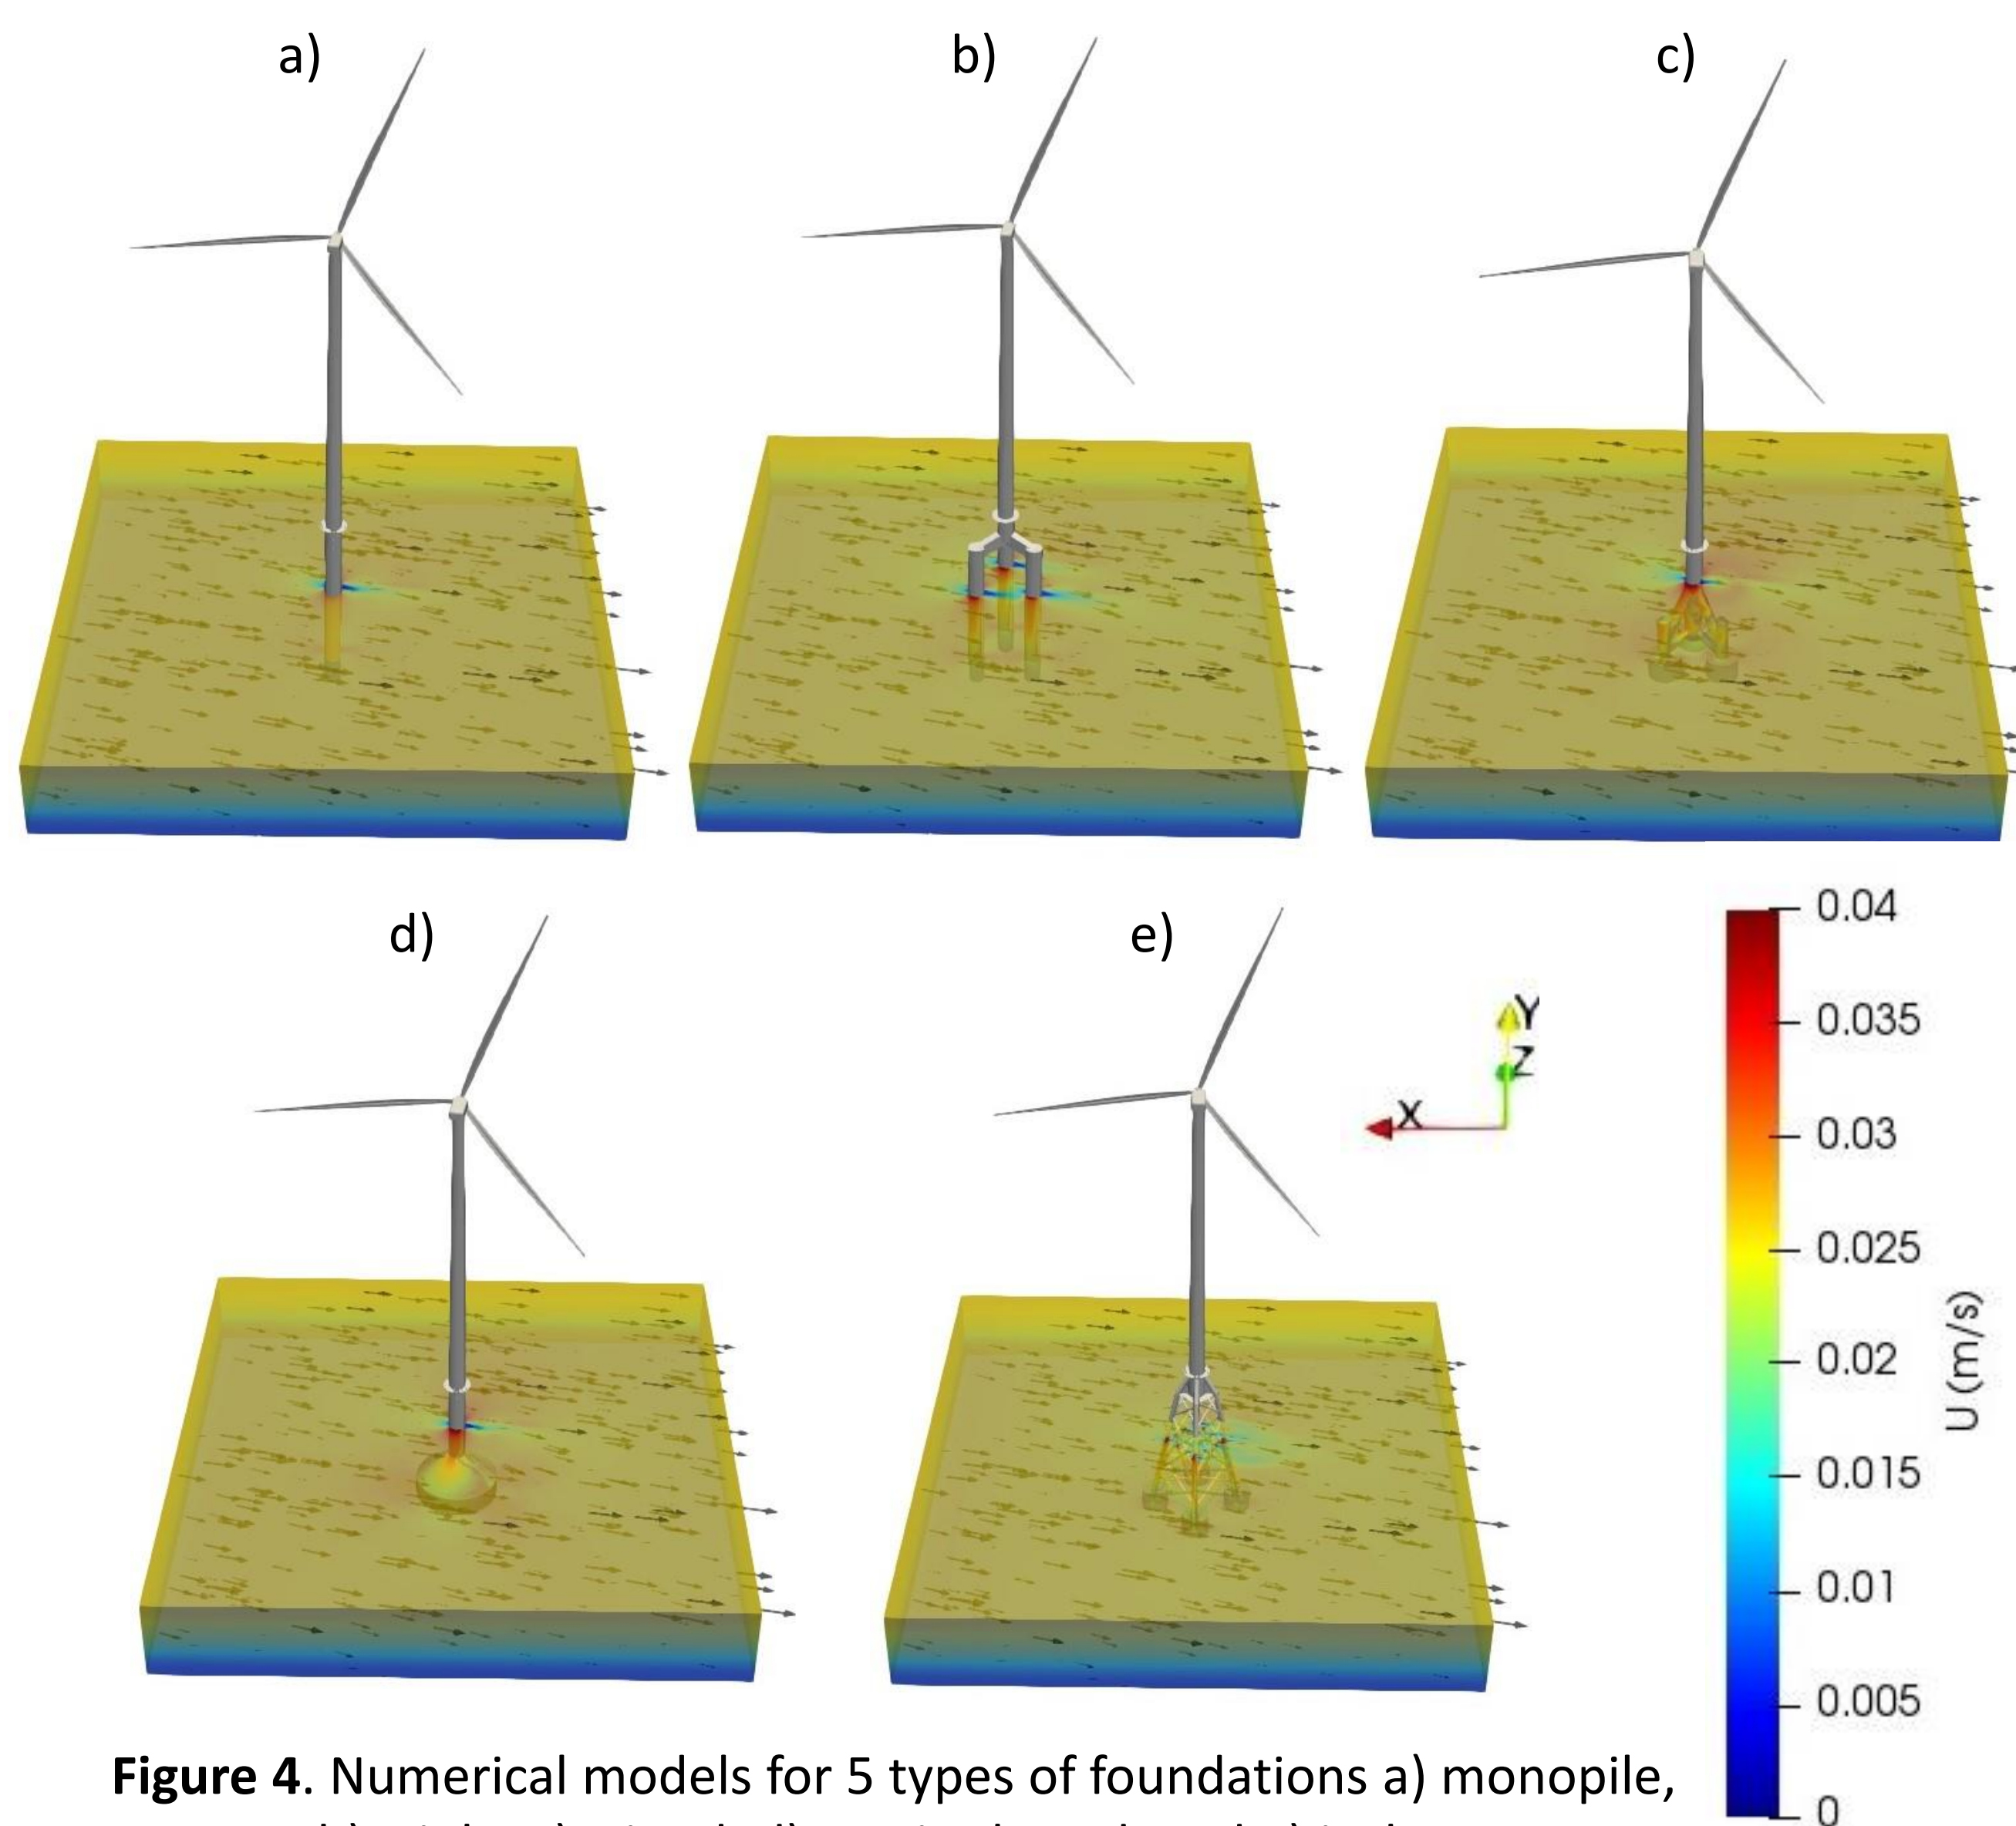 a)
b)
c)
d)
e)
Y
Z
X
0.04
0.035
0.03
0.025
0.02
0.015
0.01
0.005
0
U (m/s)
Figure 4. Numerical models for 5 types of foundations a) monopile,